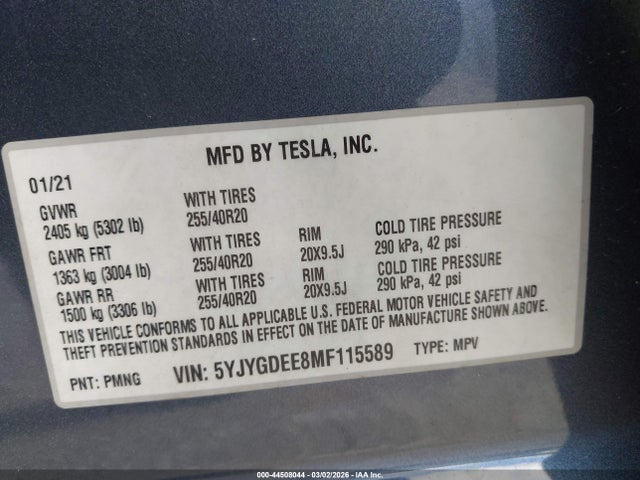 MFD BY TESLA, INC.
01/21
GVWR WITH TIRES
2405 kg (5302 lb) 255/40R20
GAWR FRT WITH TIRES RIM COLD TIRE PRESSURE
1363 kg (3004 lb) 255/40R20 20X9.5J 290 kPa, 42 psi
GAWR RR WITH TIRES RIM COLD TIRE PRESSURE
1500 kg (3306 lb) 255/40R20 20X9.5J 290 kPa, 42 psi
THIS VEHICLE CONFORMS TO ALL APPLICABLE U.S. FEDERAL MOTOR VEHICLE SAFETY AND
THEFT PREVENTION STANDARDS IN EFFECT ON THE DATE OF MANUFACTURE SHOWN ABOVE.
PNT: PMNG VIN: 5YJYGDEE8MF115589 TYPE: MPV
000-44508044 | 03/02/2026 | IAA Inc.